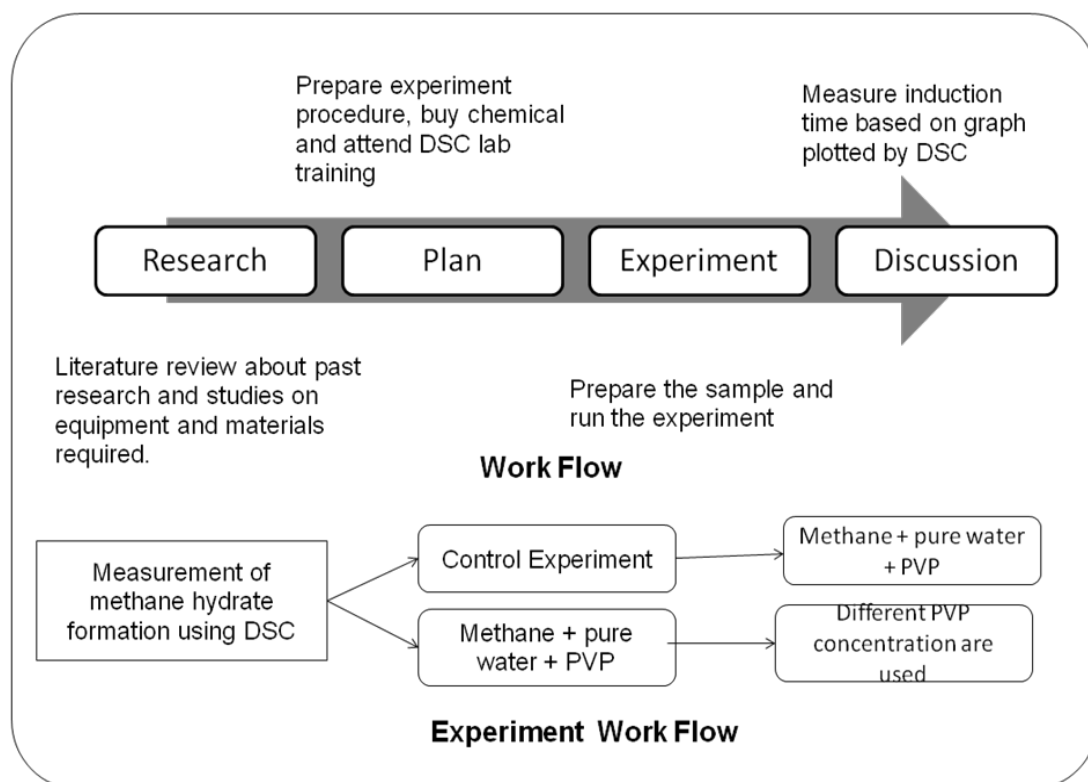 Prepare experiment
procedure, buy chemical
and attend DSC lab
training
Measure induction
time based on graph
plotted by DSC
Research
Plan
Experiment
Discussion
Literature review about past
research and studies on
equipment and materials
required.
Prepare the sample and
run the experiment
Work Flow
Measurement of
methane hydrate
formation using DSC
Control Experiment
Methane + pure water
+ PVP
Methane + pure
water + PVP
Different PVP
concentration are
used
Experiment Work Flow